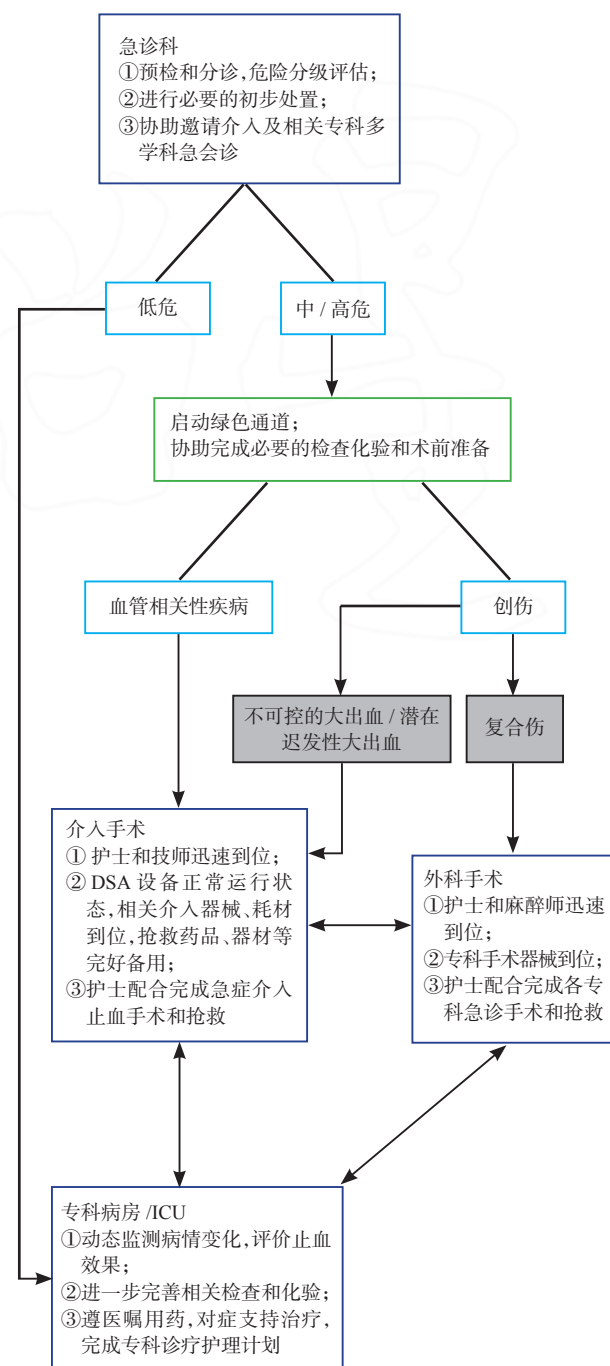 急诊科
①预检和分诊,危险分级评估;
②进行必要的初步处置;
③协助邀请介入及相关专科多
学科急会诊
低危
中 / 高危
启动绿色通道;
协助完成必要的检查化验和术前准备
血管相关性疾病
创伤
不可控的大出血 / 潜在
迟发性大出血
复合伤
介入手术
① 护士和技师迅速到位;
② DSA 设备正常运行状
态,相关介入器械、耗材
到位,抢救药品、器材等
完好备用;
③护士配合完成急症介入
止血手术和抢救
外科手术
①护士和麻醉师迅速
到位;
②专科手术器械到位;
③护士配合完成各专
科急诊手术和抢救
专科病房 /ICU
①动态监测病情变化,评价止血
效果;
②进一步完善相关检查和化验;
③遵医嘱用药,对症支持治疗,
完成专科诊疗护理计划